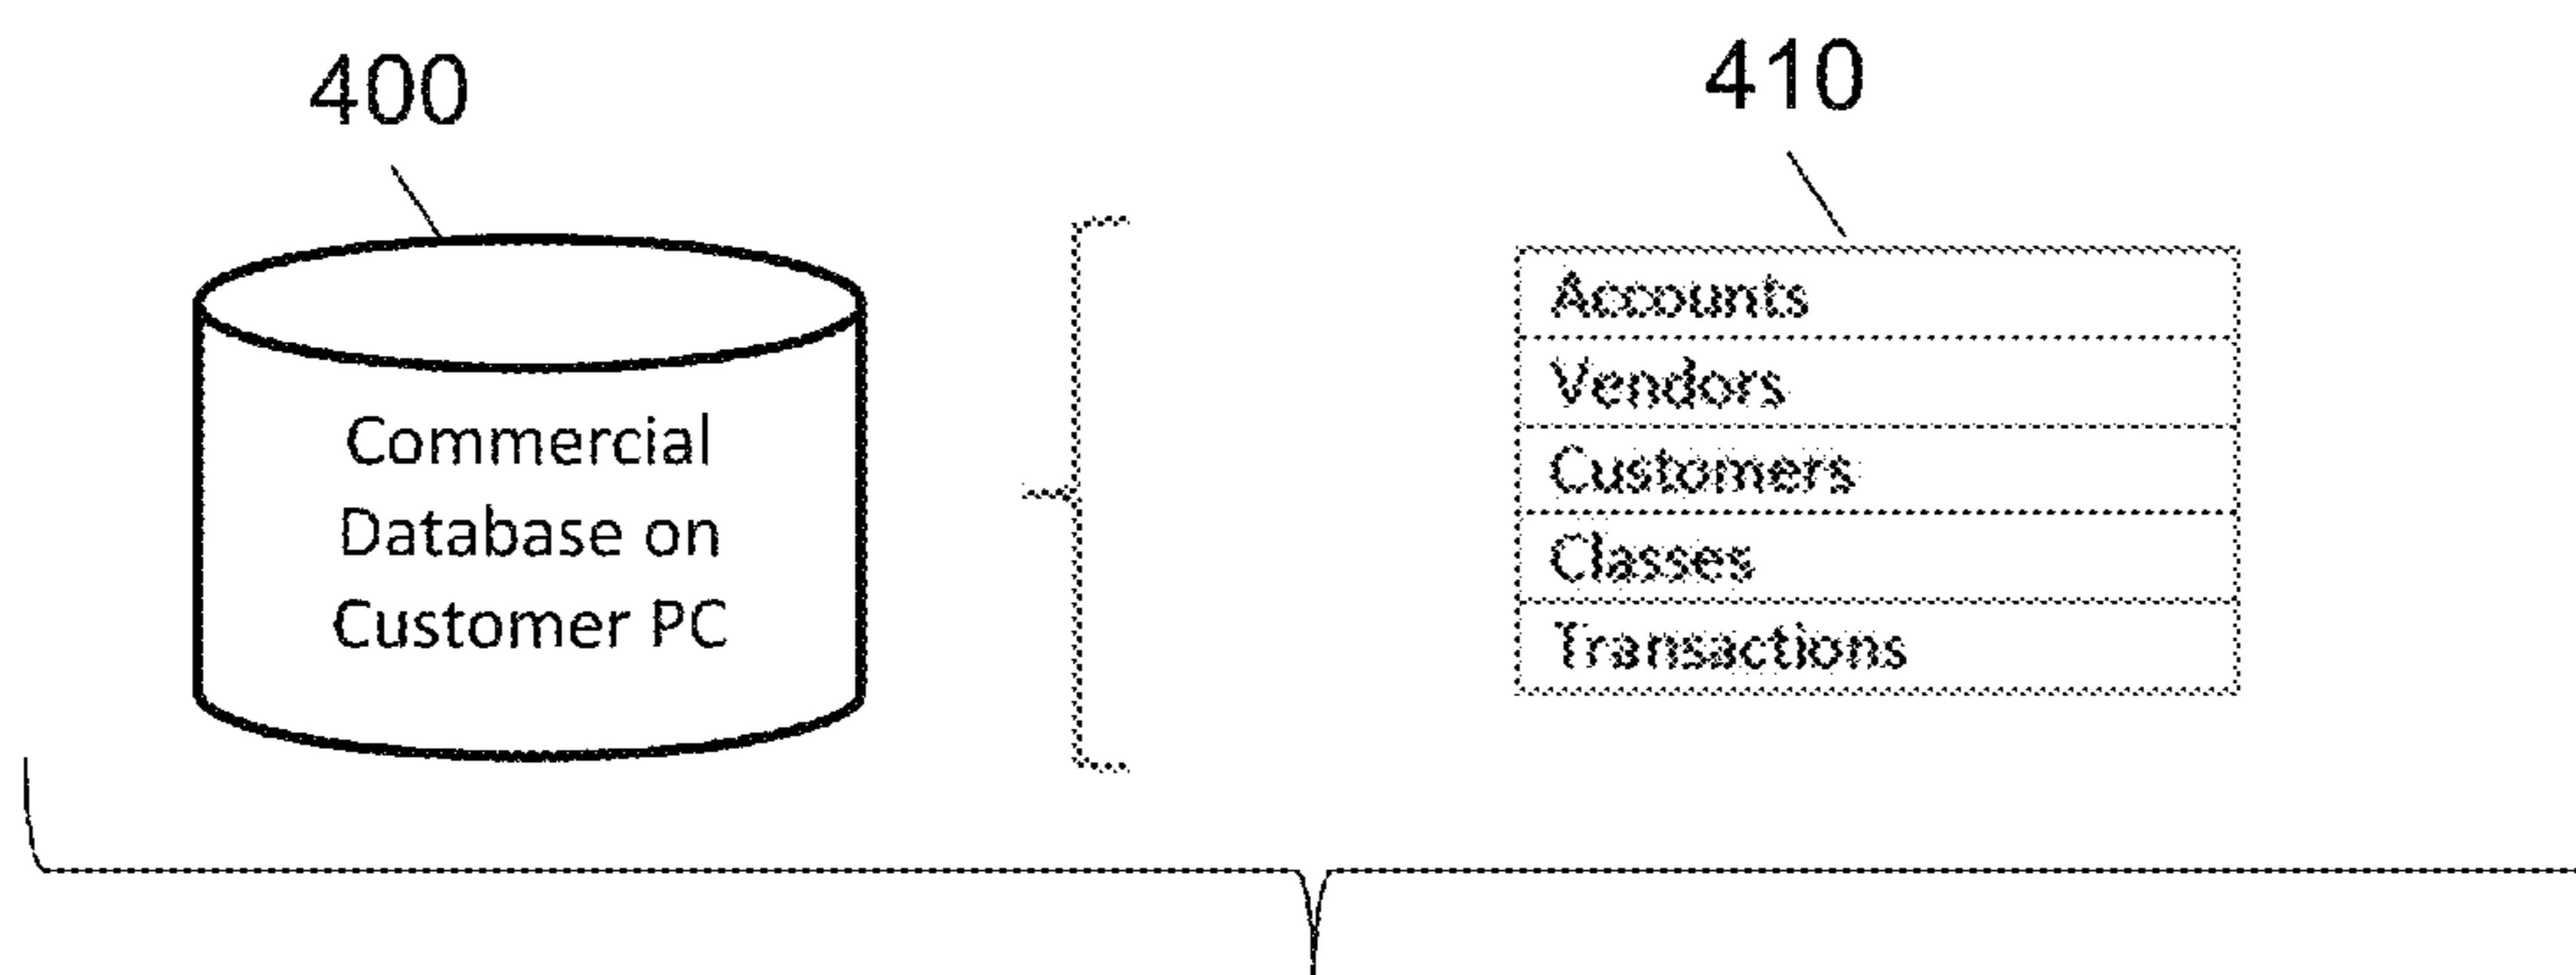 400
410
Commercial
Database on
Customer PC
Accounts
Vendors
Customers
Classes
Transactions